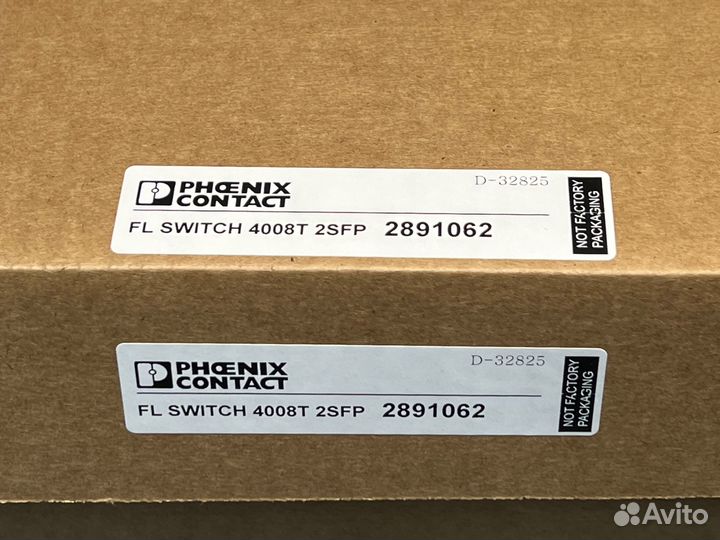 PHŒNIX
CONTACT
D-32825
FL SWITCH 4008T 2SFP 2891062
NOT FACTORY
PACKAGING
PHŒNIX
CONTACT
D-32825
FL SWITCH 4008T 2SFP 2891062
NOT FACTORY
PACKAGING
Avito